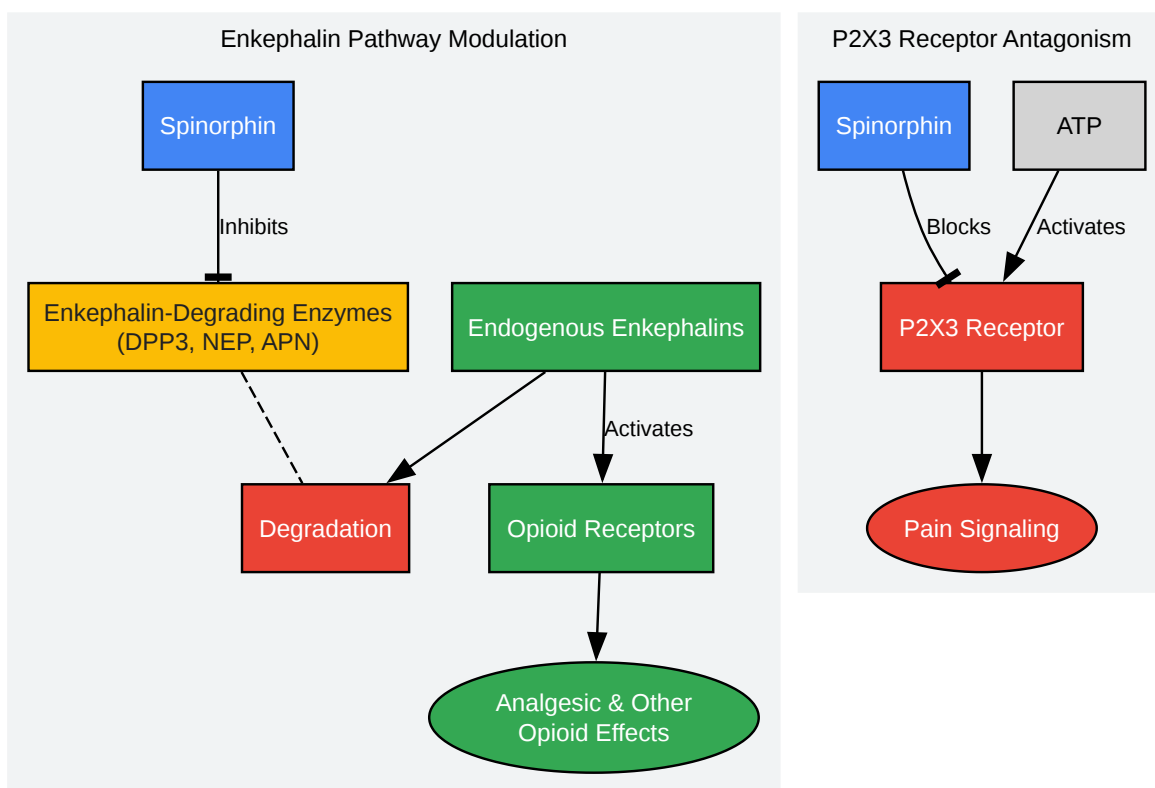 Enkephalin Pathway Modulation
Spinorphin
Inhibits
Enkephalin-Degrading Enzymes
(DPP3, NEP, APN)
Endogenous Enkephalins
Activates
Degradation
Opioid Receptors
Analgesic & Other
Opioid Effects
P2X3 Receptor Antagonism
Spinorphin
ATP
Blocks
Activates
P2X3 Receptor
Pain Signaling